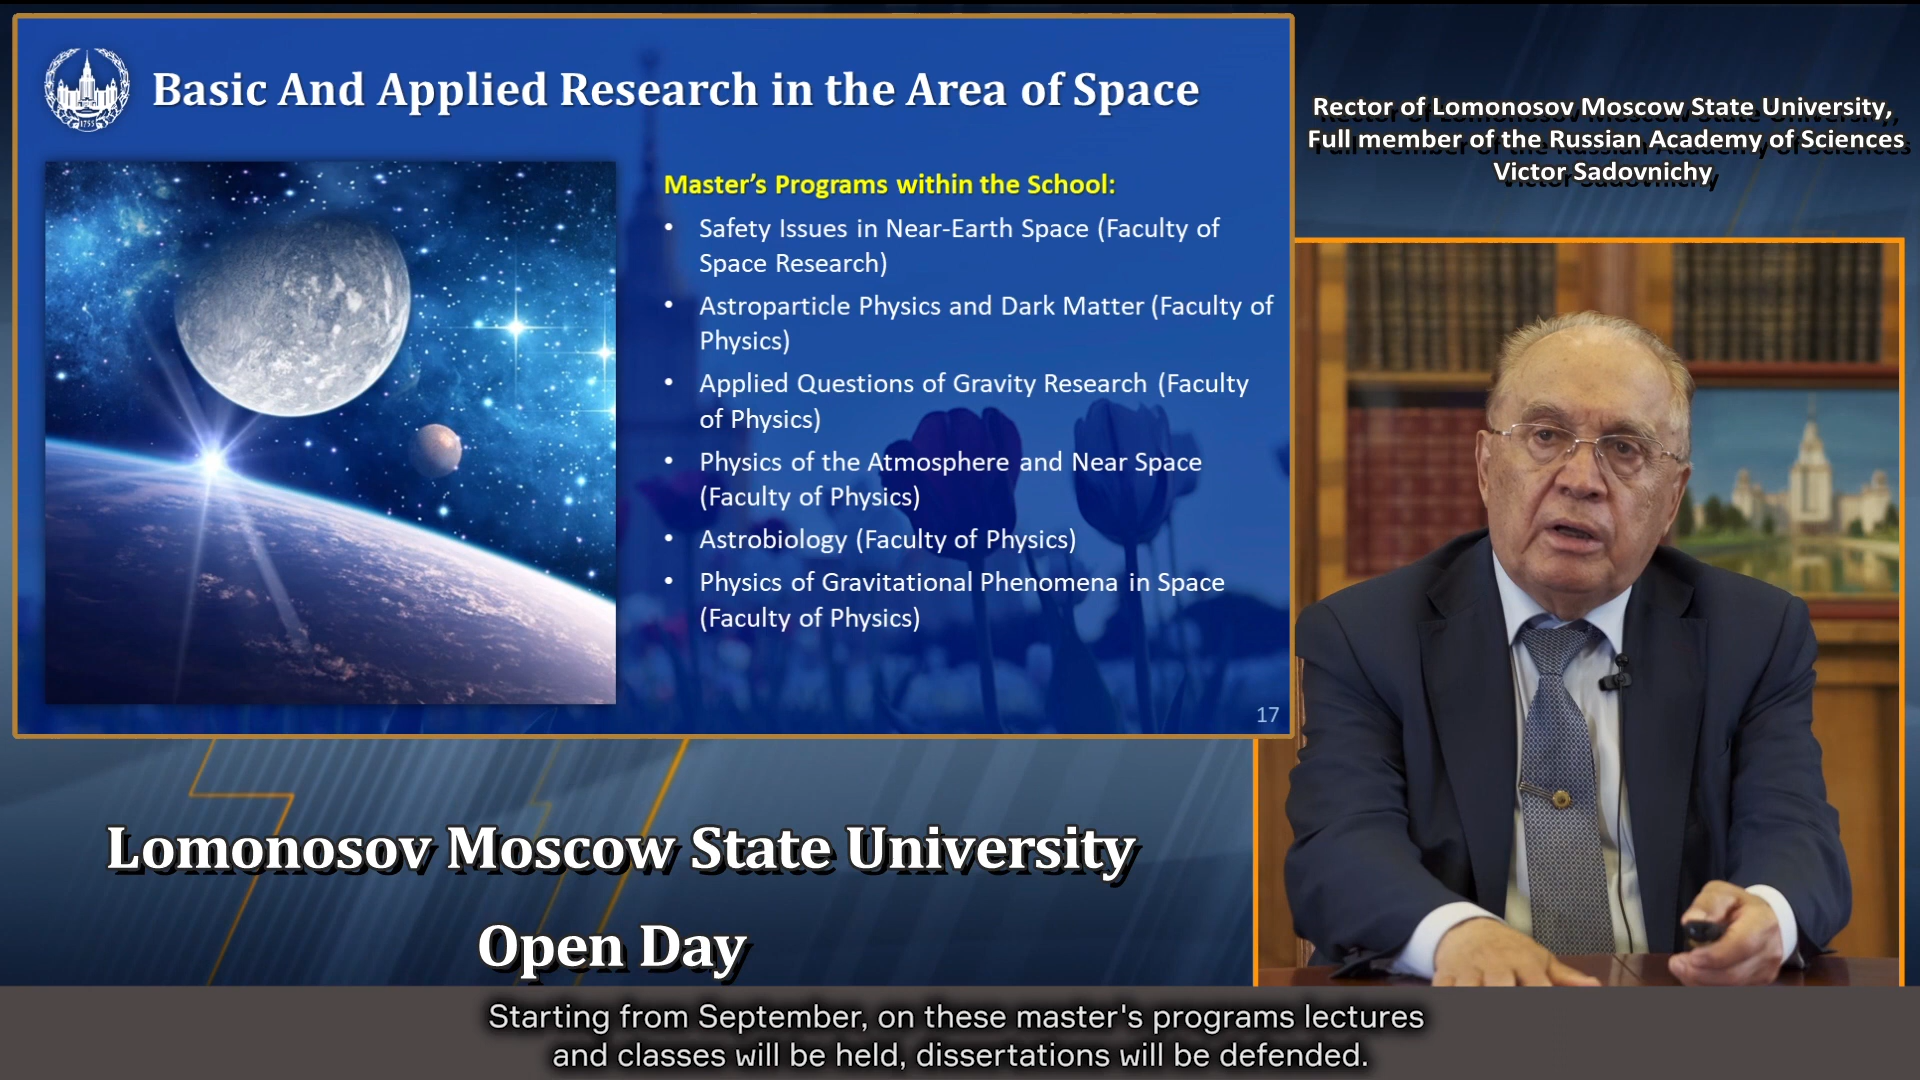 Basic And Applied Research in the Area of Space
1755
Master's Programs within the School:
• Safety Issues in Near-Earth Space (Faculty of
Space Research)
• Astroparticle Physics and Dark Matter (Faculty of
Physics)
• Applied Questions of Gravity Research (Faculty
of Physics)
• Physics of the Atmosphere and Near Space
(Faculty of Physics)
• Astrobiology (Faculty of Physics)
• Physics of Gravitational Phenomena in Space
(Faculty of Physics)
17
Rector of Lomonosov Moscow State University,
Full member of the Russian Academy of Sciences
Victor Sadovnichy
Lomonosov Moscow State University
Open Day
Starting from September, on these master's programs lectures
and classes will be held, dissertations will be defended.